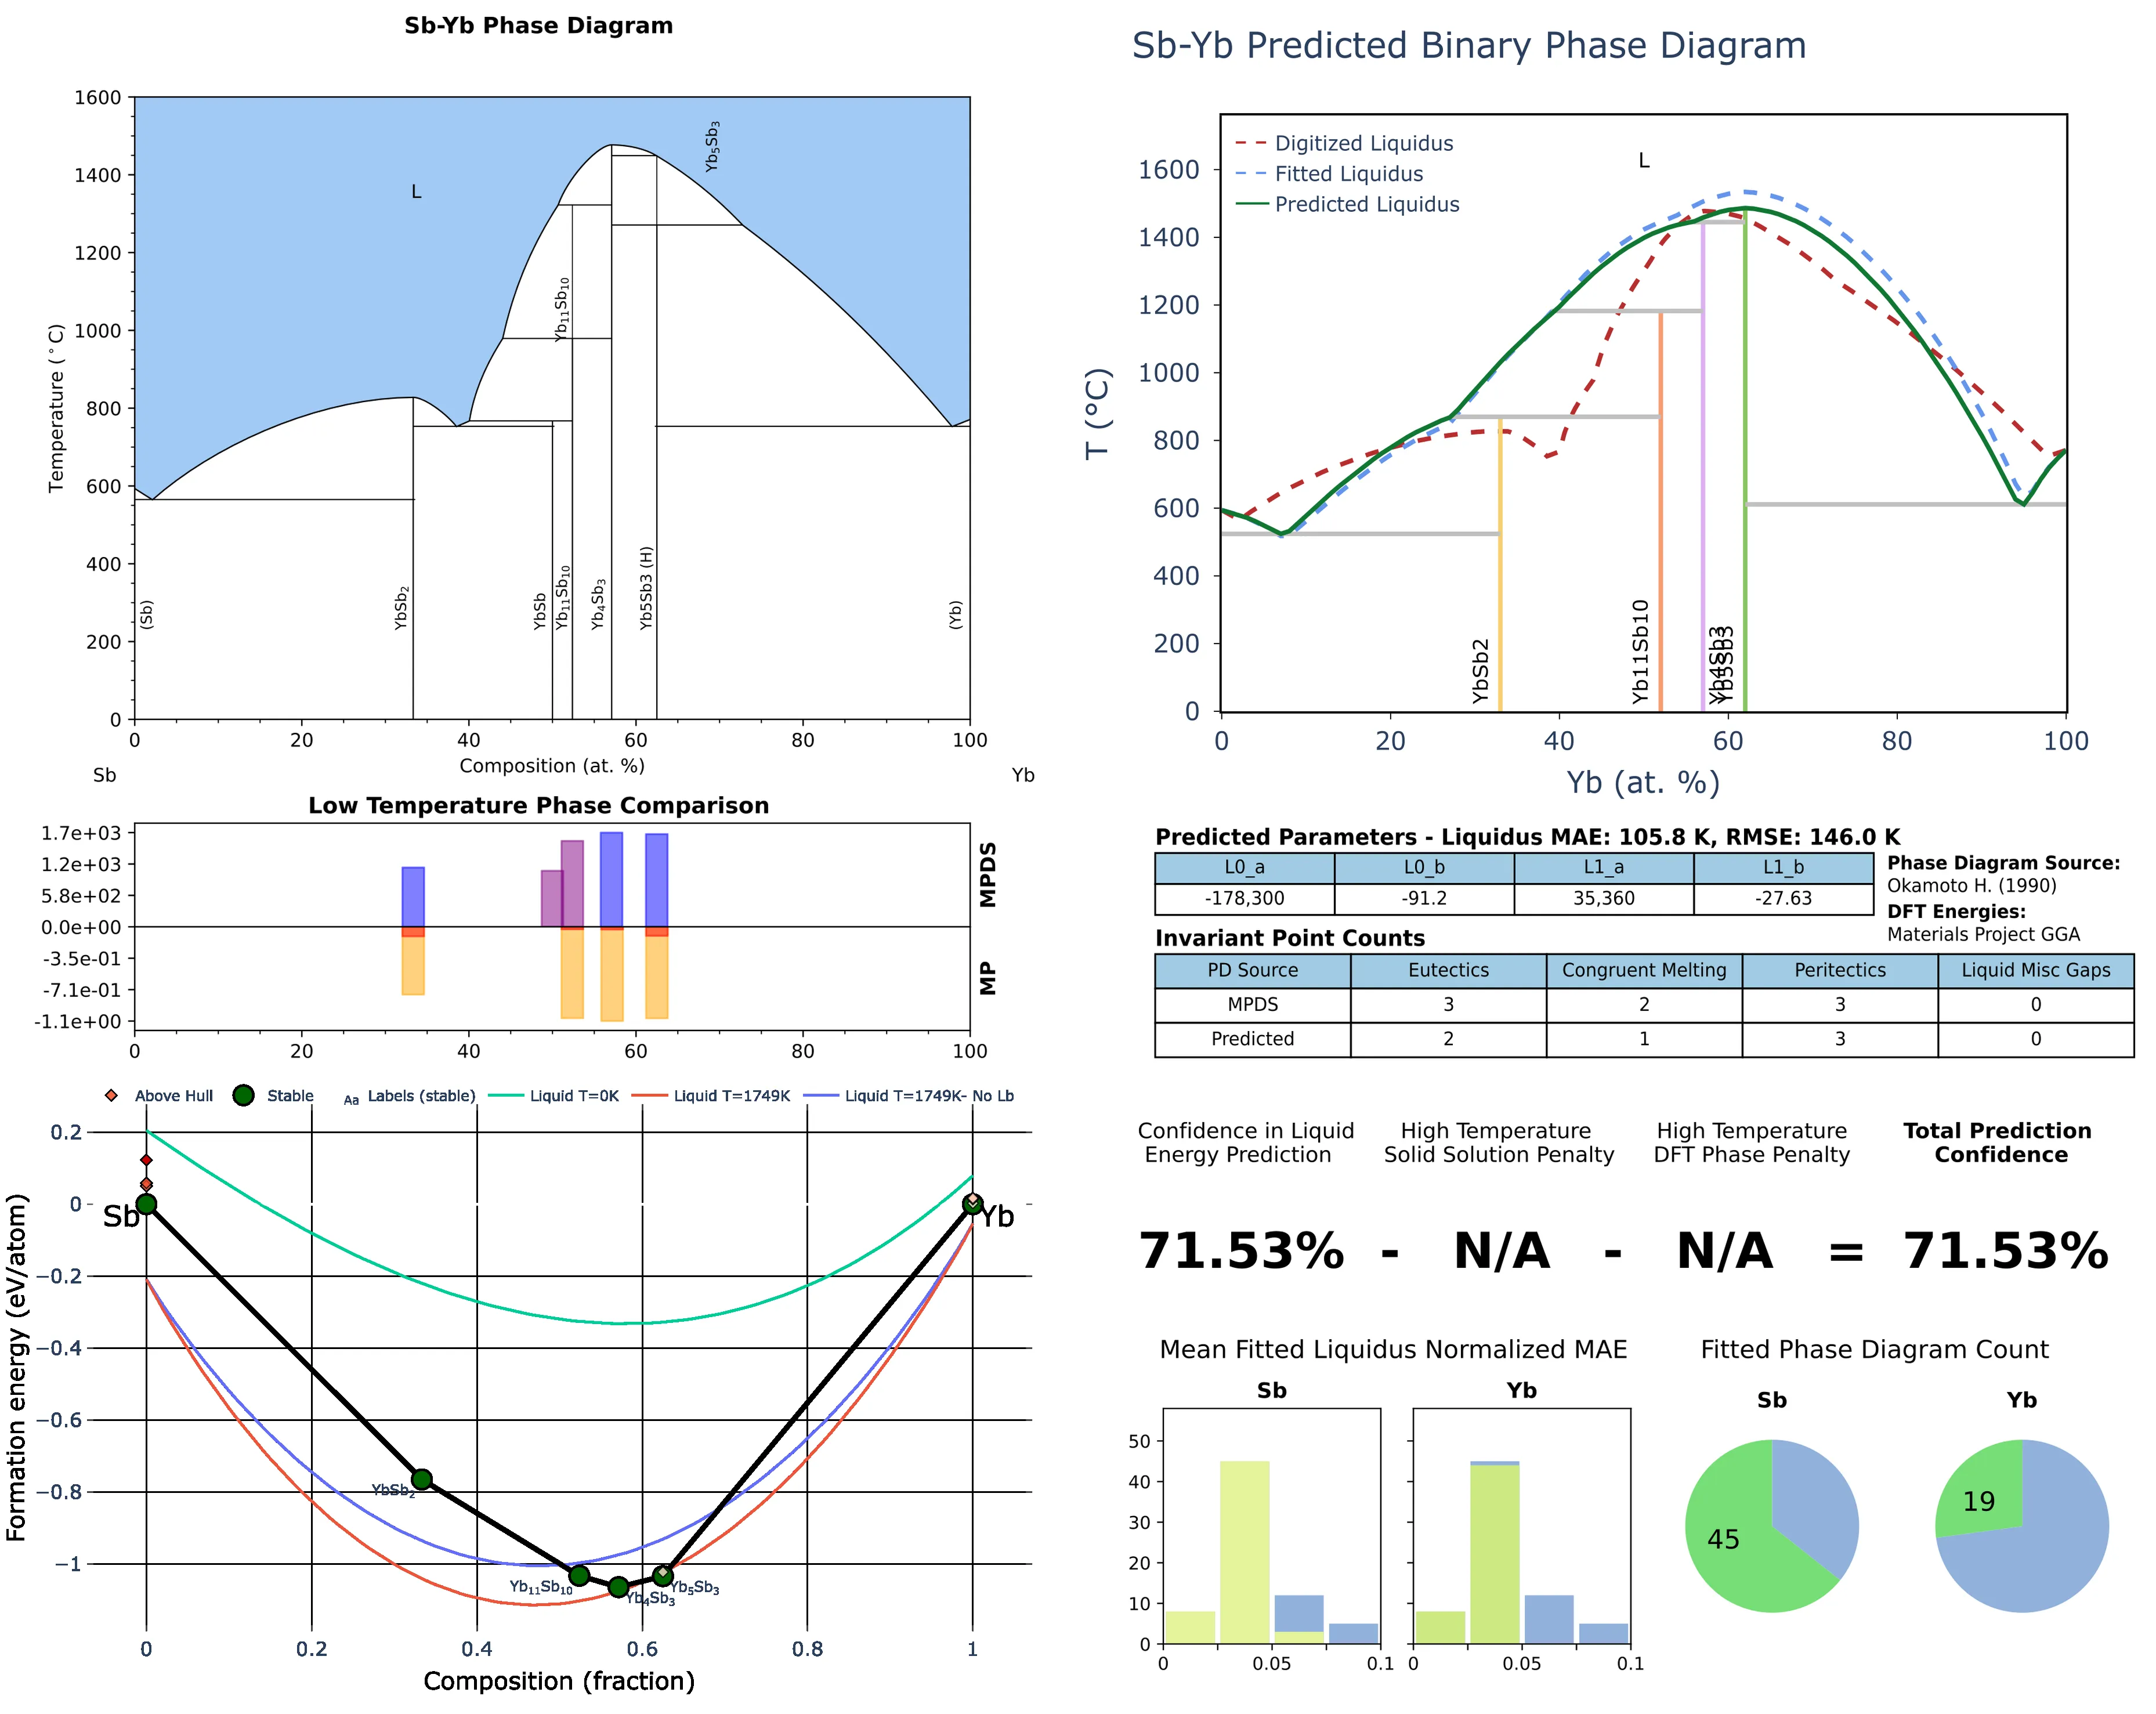 Sb-Yb Phase Diagram
1600
1400
1200
1000
800
600
400
200
0
Temperature (°C)
L
Yb5Sb3
Yb11Sb10
(Sb)
YbSb2
YbSb
Yb11Sb10
Yb4Sb3
Yb5Sb3 (H)
(Yb)
0 20 40 60 80 100
Composition (at. %)
Sb Yb
Low Temperature Phase Comparison
1.7e+03
1.2e+03
5.8e+02
0.0e+00
-3.5e-01
-7.1e-01
-1.1e+00
MPDS
MP
0 20 40 60 80 100
Above Hull Stable Aa Labels (stable) Liquid T=0K Liquid T=1749K Liquid T=1749K- No Lb
0.2
0
−0.2
−0.4
−0.6
−0.8
−1
Formation energy (eV/atom)
Sb
Yb
YbSb2
Yb11Sb10
Yb4Sb3
Yb5Sb3
0 0.2 0.4 0.6 0.8 1
Composition (fraction)
Sb-Yb Predicted Binary Phase Diagram
Digitized Liquidus
Fitted Liquidus
Predicted Liquidus
L
1600
1400
1200
1000
800
600
400
200
0
T (°C)
YbSb2
Yb11Sb10
Yb4Sb3
Yb5Sb3
0 20 40 60 80 100
Yb (at. %)
Predicted Parameters - Liquidus MAE: 105.8 K, RMSE: 146.0 K
L0_a L0_b L1_a L1_b
-178,300 -91.2 35,360 -27.63
Phase Diagram Source:
Okamoto H. (1990)
DFT Energies:
Materials Project GGA
Invariant Point Counts
PD Source Eutectics Congruent Melting Peritectics Liquid Misc Gaps
MPDS 3 2 3 0
Predicted 2 1 3 0
Confidence in Liquid
Energy Prediction
High Temperature
Solid Solution Penalty
High Temperature
DFT Phase Penalty
Total Prediction
Confidence
71.53% - N/A - N/A = 71.53%
Mean Fitted Liquidus Normalized MAE
Sb
Yb
50
40
30
20
10
0
0 0.05 0.1
0 0.05 0.1
Fitted Phase Diagram Count
Sb
Yb
45
19